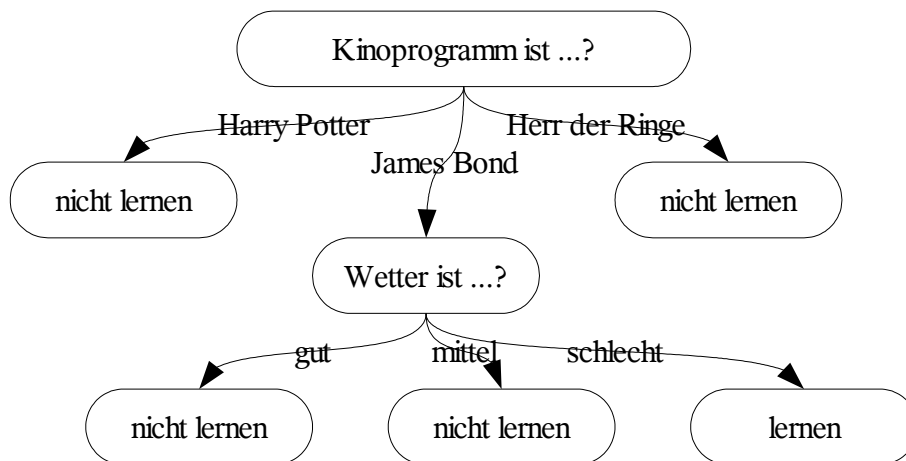 Kinoprogramm ist ...?
Harry Potter
Herr der Ringe
James Bond
nicht lernen
nicht lernen
Wetter ist ...?
gut
mittel
schlecht
nicht lernen
nicht lernen
lernen